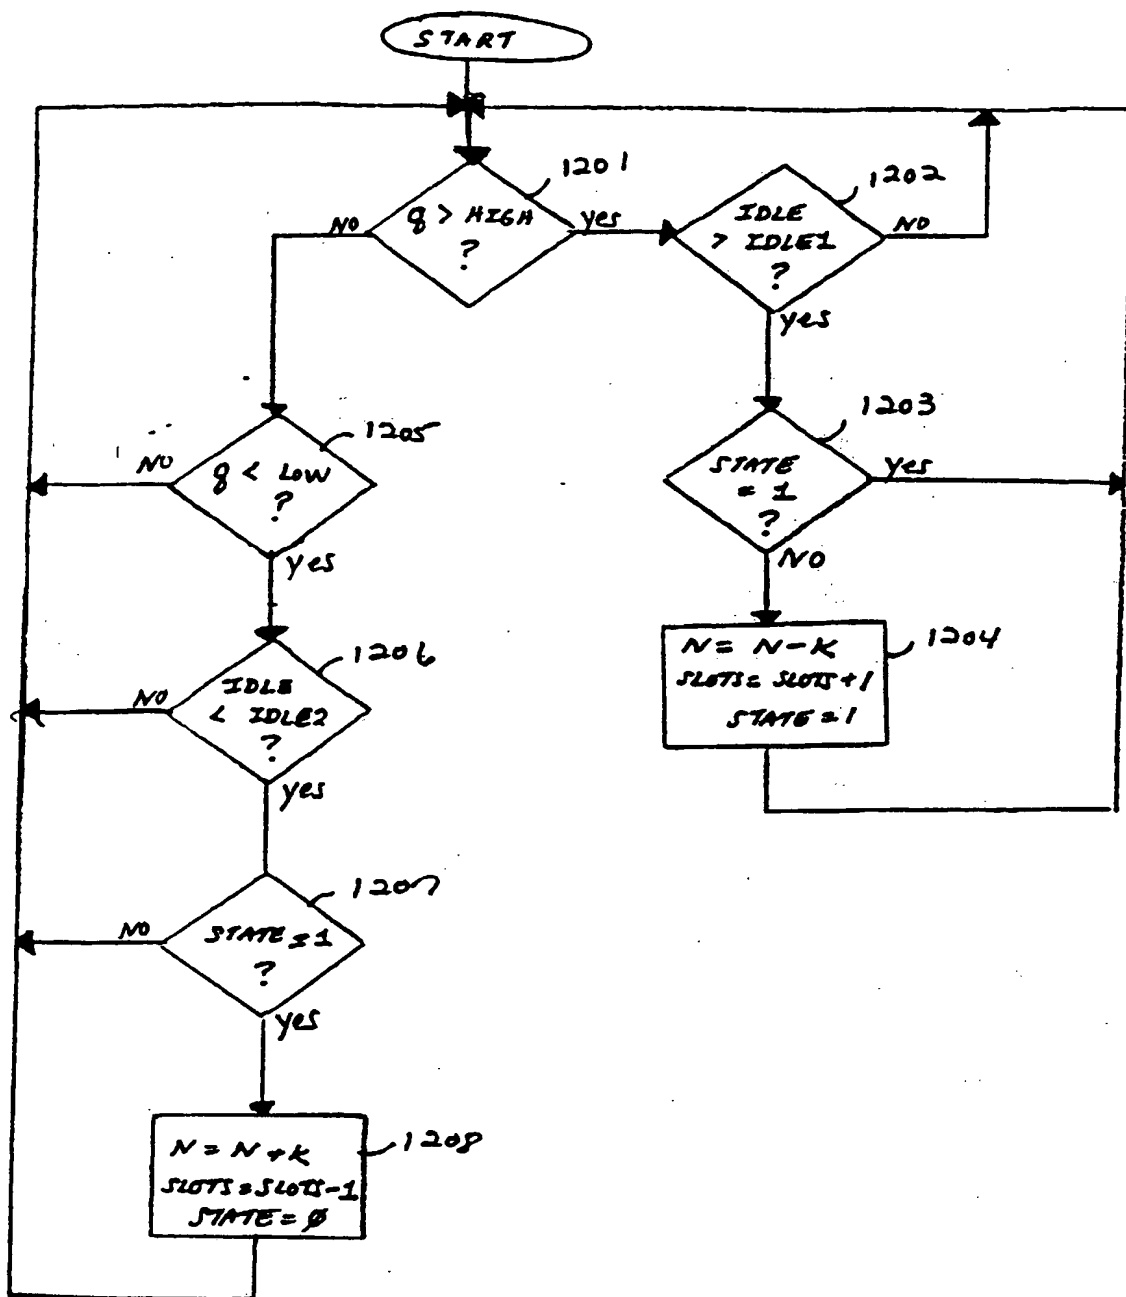 START
1201
q > HIGH
?
NO
yes
1202
IDLE
> IDLE1
?
NO
yes
1203
STATE
= 1
?
yes
NO
N = N - K
SLOTS = SLOTS + 1
STATE = 1
1204
1205
q < LOW
?
NO
yes
1206
IDLE
< IDLE2
?
NO
yes
1207
STATE = 1
?
NO
yes
N = N + K
SLOTS = SLOTS - 1
STATE = Ø
1208